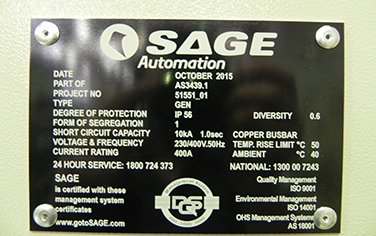 SAGE
Automation
DATE OCTOBER 2015
PART OF AS3439.1
PROJECT NO 51551_01
TYPE GEN
DEGREE OF PROTECTION IP 56 DIVERSITY 0.6
FORM OF SEGREGATION 1
SHORT CIRCUIT CAPACITY 10kA 1.0sec COPPER BUSBAR
VOLTAGE & FREQUENCY 230/400V.50Hz TEMP. RISE LIMIT °C 50
CURRENT RATING 400A AMBIENT °C 40
24 HOUR SERVICE: 1800 724 373 NATIONAL: 1300 00 7243
SAGE
is certified with these
management system
certificates
www.gotoSAGE.com
DQS
Quality Management
ISO 9001
Environmental Management
ISO 14001
OHS Management Systems
AS 18001